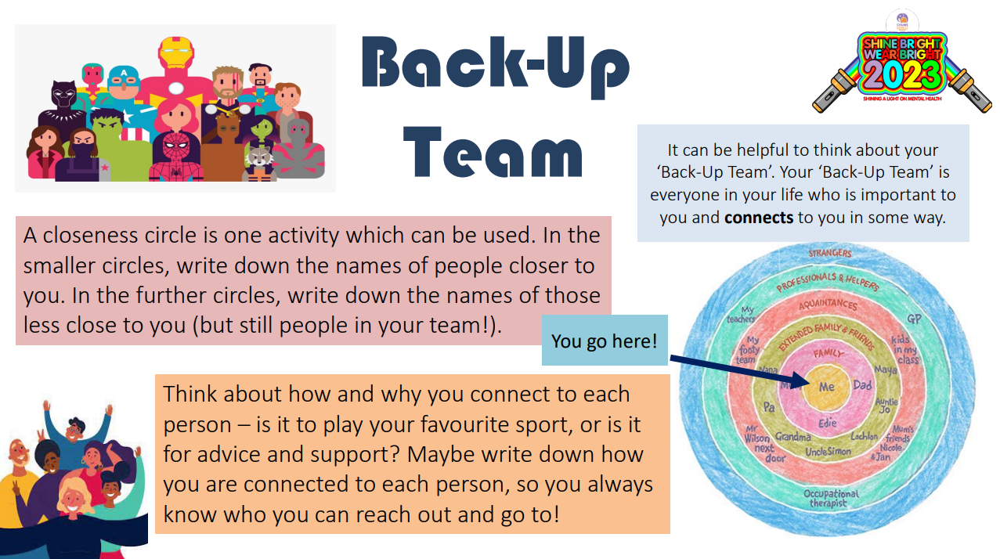 Back-Up
Team
CHUMS
SHINE BRIGHT
WEAR BRIGHT
2023
SHINING A LIGHT ON MENTAL HEALTH
It can be helpful to think about your
‘Back-Up Team’. Your ‘Back-Up Team’ is
everyone in your life who is important to
you and connects to you in some way.
A closeness circle is one activity which can be used. In the
smaller circles, write down the names of people closer to
you. In the further circles, write down the names of those
less close to you (but still people in your team!).
You go here!
Think about how and why you connect to each
person – is it to play your favourite sport, or is it
for advice and support? Maybe write down how
you are connected to each person, so you always
know who you can reach out and go to!
STRANGERS
PROFESSIONALS & HELPERS
AQUAINTANCES
EXTENDED FAMILY & FRIENDS
FAMILY
Me
My
teachers
GP
My
footy
team
kids
in my
class
Nana
Maya
Dad
Pa
Auntie
Jo
Edie
Mr
Wilson
next
door
Grandma
Lachlan
Mum's
friends
Nicole
& Jan
Uncle Simon
Occupational
therapist